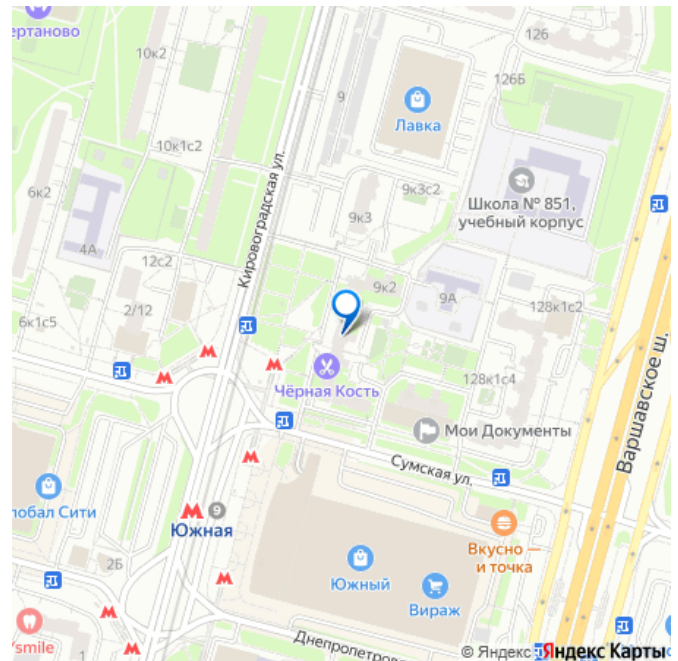 ертаново
10к2
126
126Б
9
Лавка
10к1с2
Кировоградская ул.
Школа № 851,
учебный корпус
9к3с2
6к2
9к3
4А
12с2
9к2
9А
128к1с2
2/12
6к1с5
Чёрная Кость
128к1с4
Варшавское ш.
Мои Документы
Сумская ул.
лобал Сити
9
Южная
Вкусно —
и точка
2Б
Южный
Вираж
smile
Днепропетровс
© Яндекс
Яндекс Карты